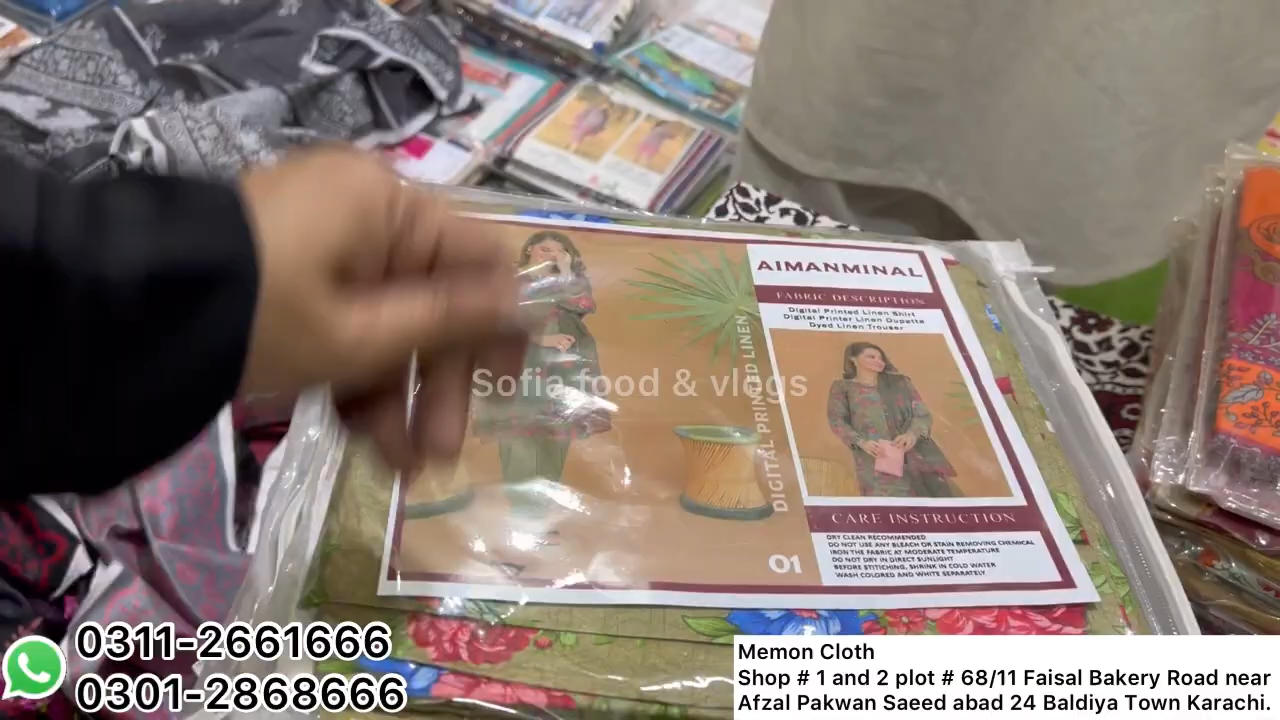 AIMANMINAL
FABRIC DESCRIPTION
Digital Printed Linen Shirt
Digital Printer Linen Dupatta
Dyed Linen Trouser
DIGITAL PRINTED LINEN
Sofia food & vlogs
CARE INSTRUCTION
DRY CLEAN RECOMMENDED
DO NOT USE ANY BLEACH OR STAIN REMOVING CHEMICAL
IRON THE FABRIC AT MODERATE TEMPERATURE
DO NOT DRY IN DIRECT SUNLIGHT
BEFORE STITICHING, SHRINK IN COLD WATER
WASH COLORED AND WHITE SEPARATELY
01
0311-2661666
0301-2868666
Memon Cloth
Shop # 1 and 2 plot # 68/11 Faisal Bakery Road near
Afzal Pakwan Saeed abad 24 Baldiya Town Karachi.